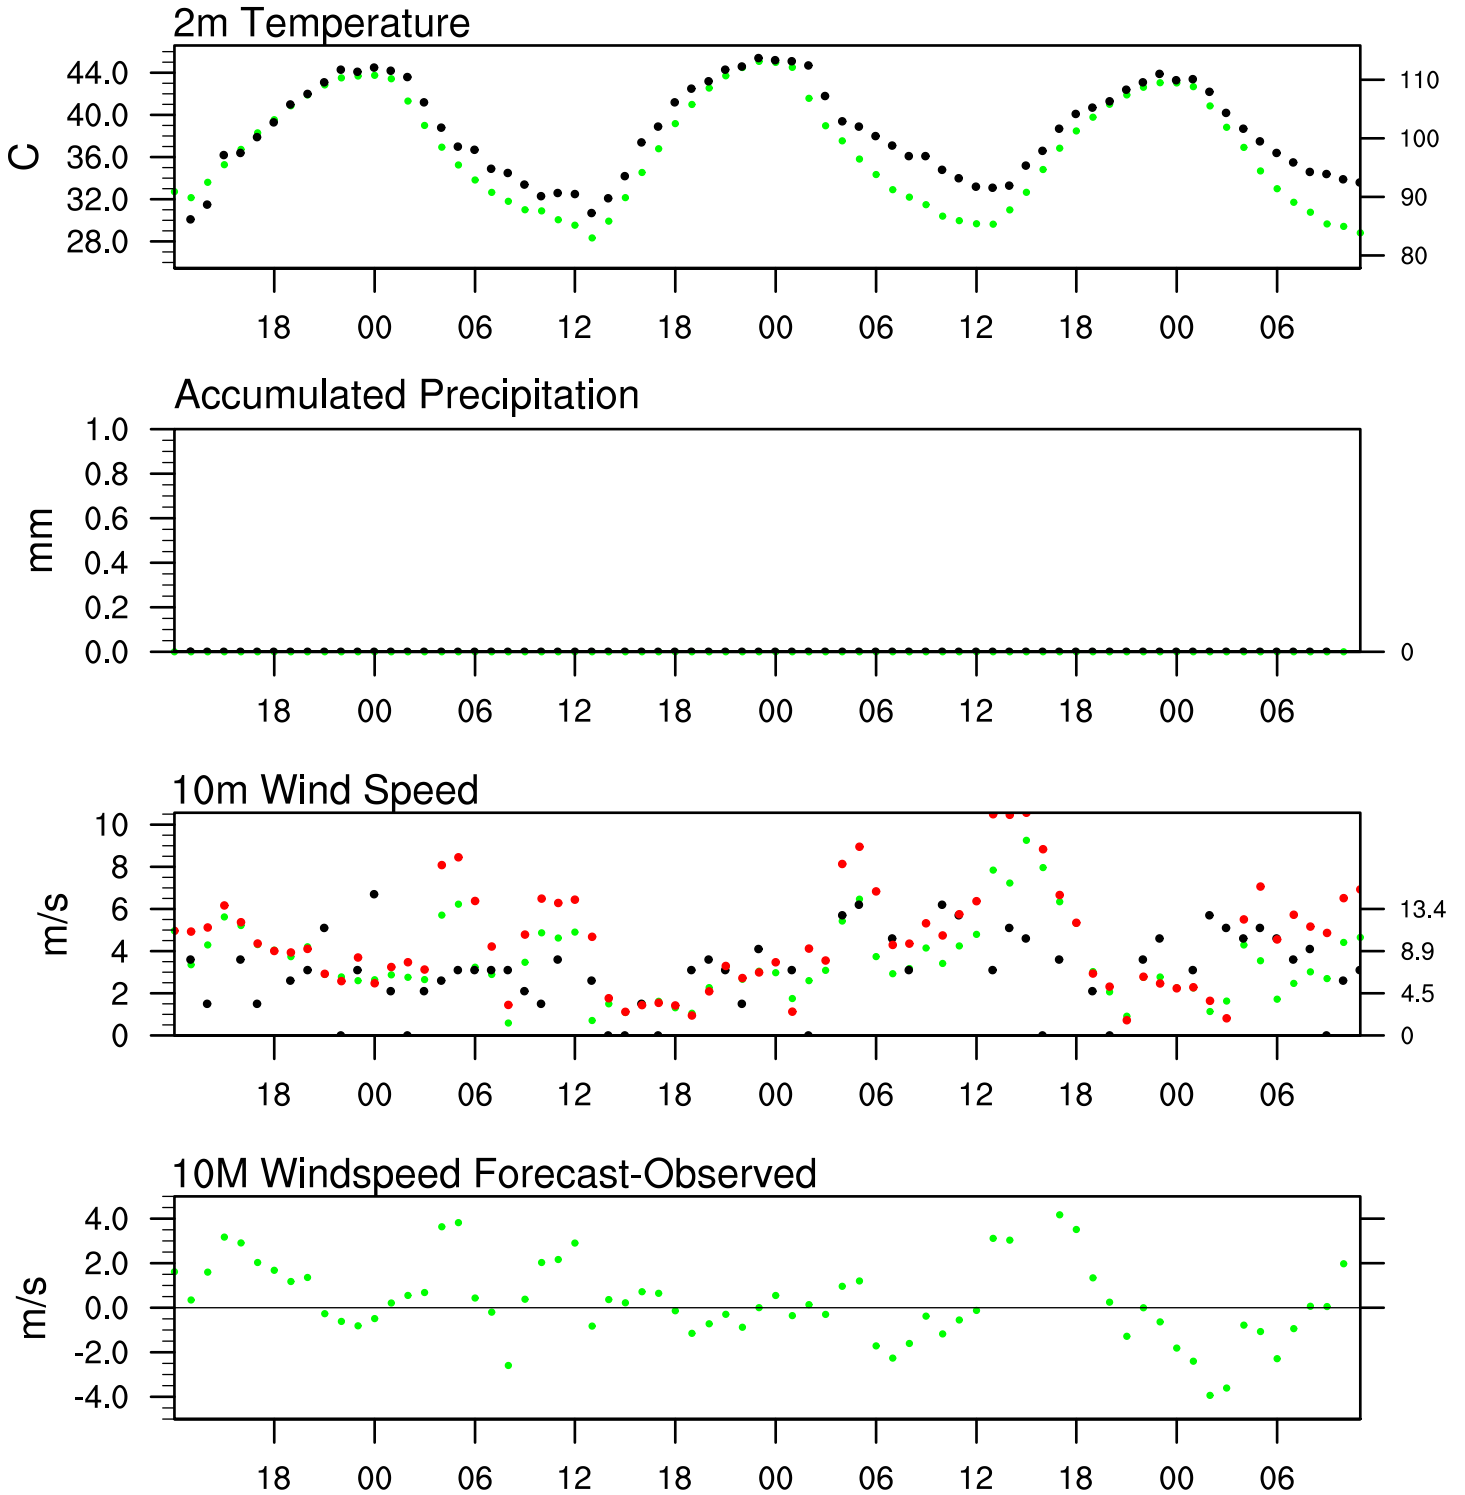 2m Temperature
44.0
40.0
36.0
32.0
28.0
C
110
100
90
80
18 00 06 12 18 00 06 12 18 00 06
Accumulated Precipitation
1.0
0.8
0.6
0.4
0.2
0.0
mm
0
18 00 06 12 18 00 06 12 18 00 06
10m Wind Speed
10
8
6
4
2
0
m/s
13.4
8.9
4.5
0
18 00 06 12 18 00 06 12 18 00 06
10M Windspeed Forecast-Observed
4.0
2.0
0.0
-2.0
-4.0
m/s
18 00 06 12 18 00 06 12 18 00 06